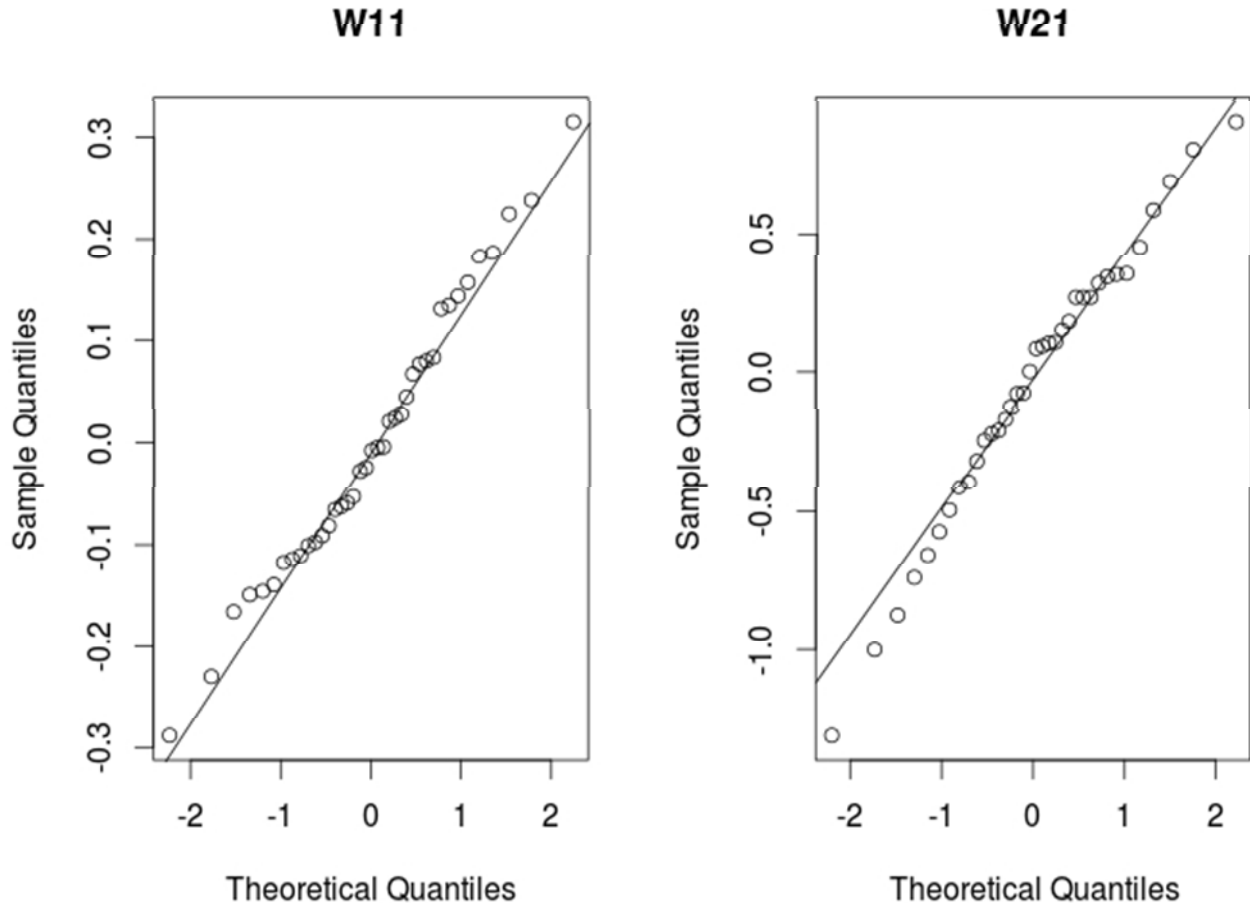 W11
0.3
0.2
0.1
0.0
-0.1
-0.2
-0.3
Sample Quantiles
-2 -1 0 1 2
Theoretical Quantiles
W21
0.5
0.0
-0.5
-1.0
Sample Quantiles
-2 -1 0 1 2
Theoretical Quantiles